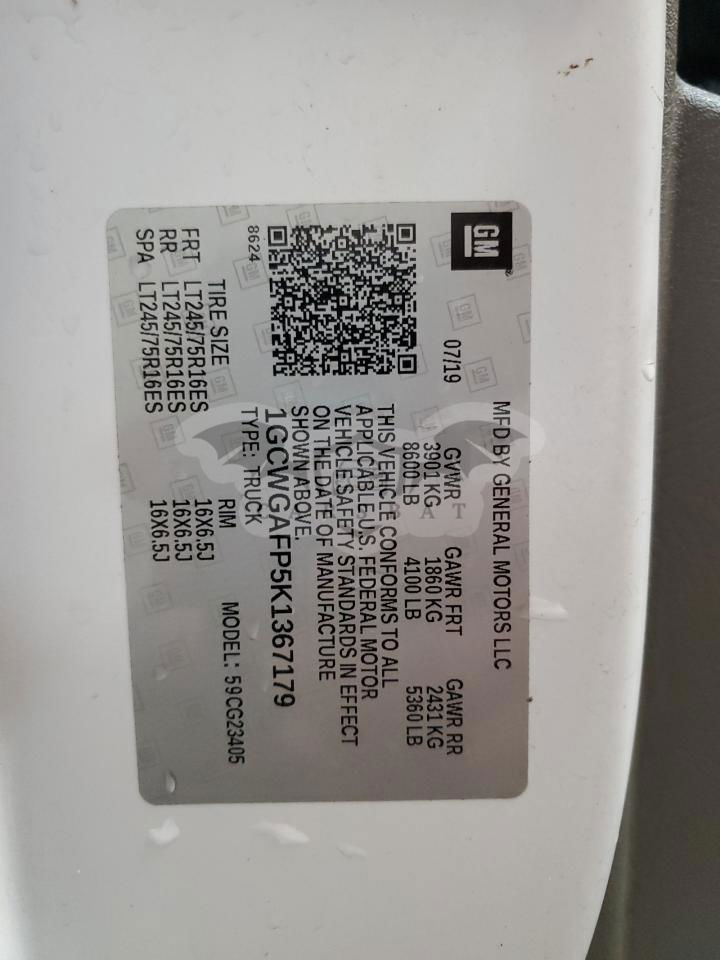 GM
MFD BY GENERAL MOTORS LLC
07/19 GVWR GAWR FRT GAWR RR
3901 KG 1860 KG 2431 KG
8600 LB 4100 LB 5360 LB
THIS VEHICLE CONFORMS TO ALL
APPLICABLE U.S. FEDERAL MOTOR
VEHICLE SAFETY STANDARDS IN EFFECT
ON THE DATE OF MANUFACTURE
SHOWN ABOVE.
1GCWGAFP5K1367179
8624 TYPE: TRUCK
MODEL: 59CG23405
TIRE SIZE RIM
FRT LT245/75R16ES 16X6.5J
RR LT245/75R16ES 16X6.5J
SPA LT245/75R16ES 16X6.5J